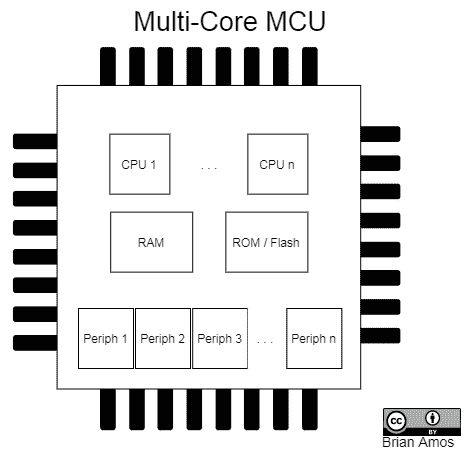 Multi-Core MCU
CPU 1 . . . CPU n
RAM ROM / Flash
Periph 1 Periph 2 Periph 3 . . . Periph n
cc
BY
Brian Amos